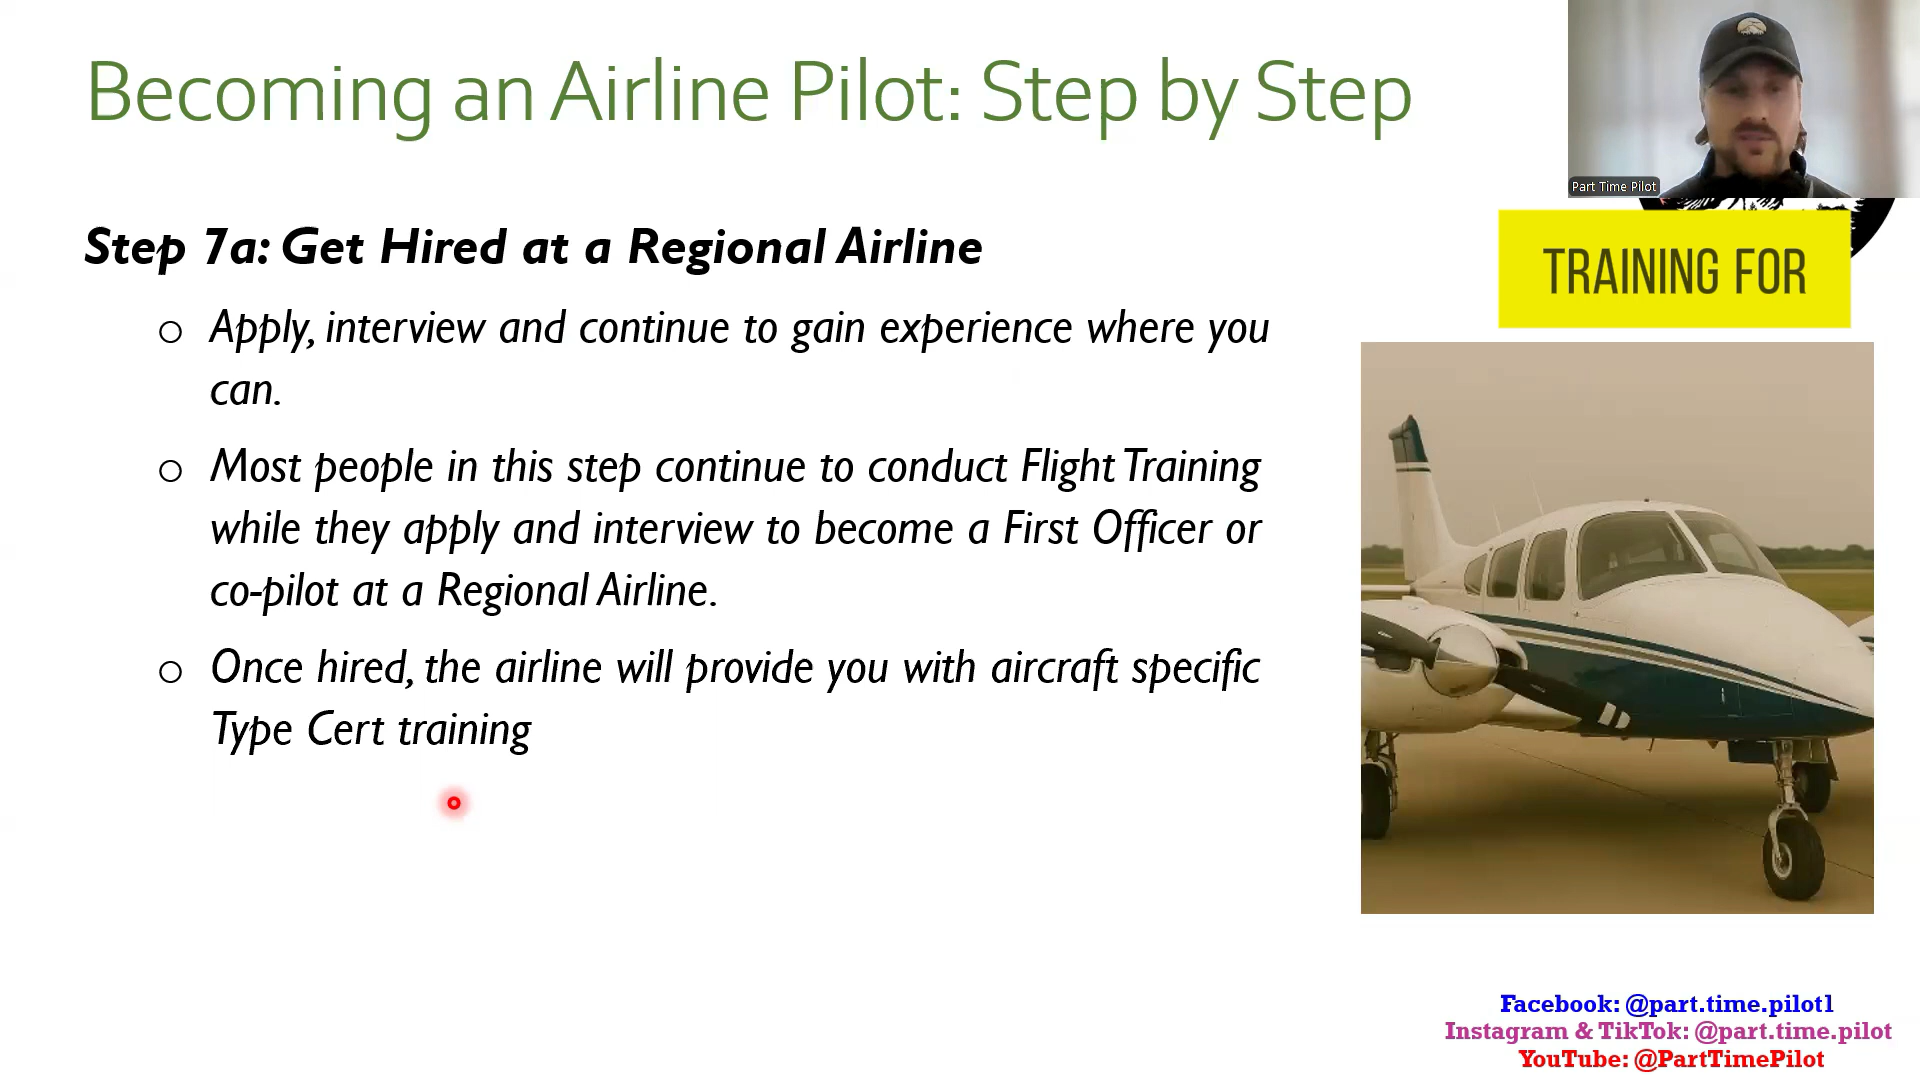 Becoming an Airline Pilot: Step by Step
Part Time Pilot
TRAINING FOR
Step 7a: Get Hired at a Regional Airline
o Apply, interview and continue to gain experience where you
can.
o Most people in this step continue to conduct Flight Training
while they apply and interview to become a First Officer or
co-pilot at a Regional Airline.
o Once hired, the airline will provide you with aircraft specific
Type Cert training
Facebook: @part.time.pilot1
Instagram & TikTok: @part.time.pilot
YouTube: @PartTimePilot